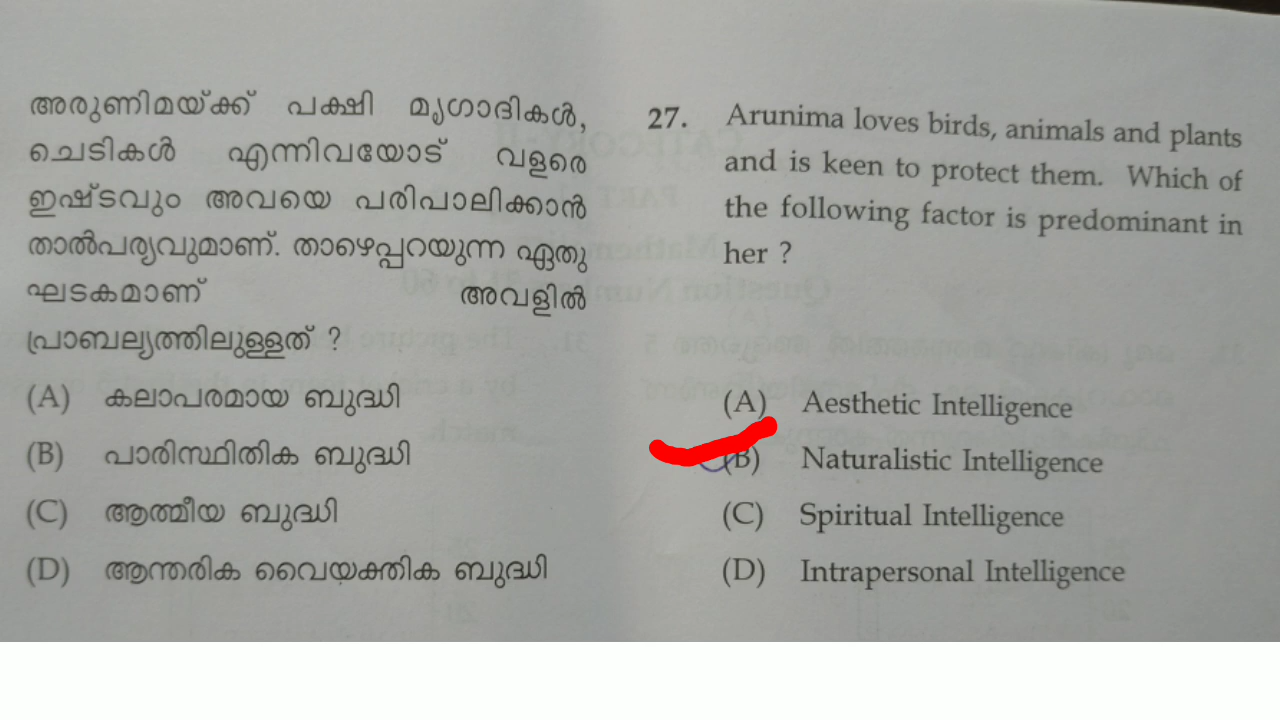 അരുണിമയ്ക്ക് പക്ഷി മൃഗാദികൾ,
ചെടികൾ എന്നിവയോട് വളരെ
ഇഷ്ടവും അവയെ പരിപാലിക്കാൻ
താൽപര്യവുമാണ്. താഴെപ്പറയുന്ന ഏതു
ഘടകമാണ് അവളിൽ
പ്രാബല്യത്തിലുള്ളത് ?
(A) കലാപരമായ ബുദ്ധി
(B) പാരിസ്ഥിതിക ബുദ്ധി
(C) ആത്മീയ ബുദ്ധി
(D) ആന്തരിക വൈയക്തിക ബുദ്ധി
27. Arunima loves birds, animals and plants
and is keen to protect them. Which of
the following factor is predominant in
her ?
(A) Aesthetic Intelligence
(B) Naturalistic Intelligence
(C) Spiritual Intelligence
(D) Intrapersonal Intelligence